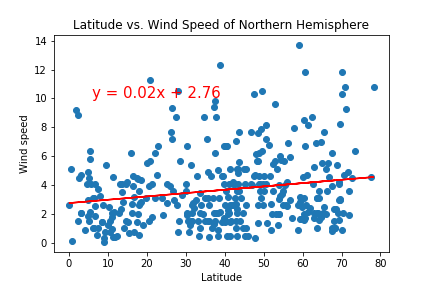 Latitude vs. Wind Speed of Northern Hemisphere
y = 0.02x + 2.76
Wind speed
14
12
10
8
6
4
2
0
0 10 20 30 40 50 60 70 80
Latitude